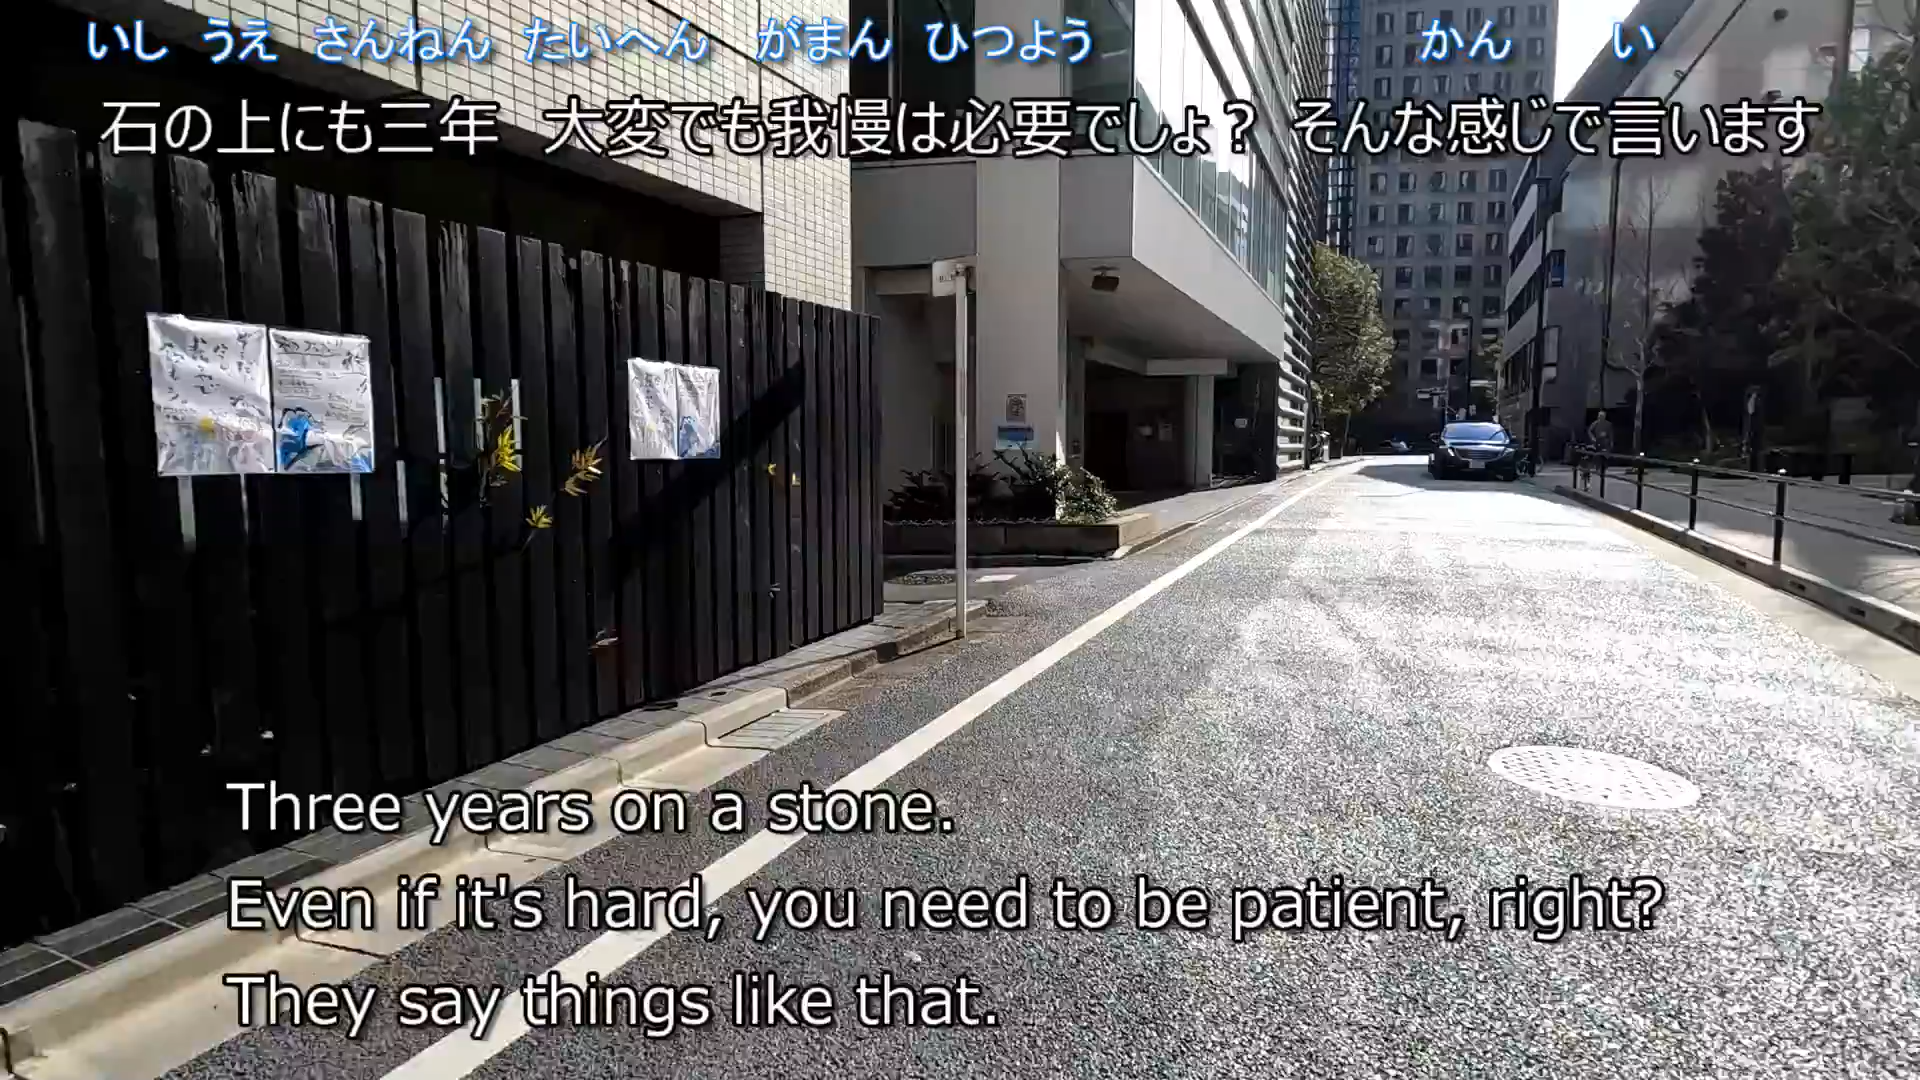 いし うえ さんねん たいへん がまん ひつよう かん い
石の上にも三年 大変でも我慢は必要でしょ? そんな感じで言います
Three years on a stone.
Even if it's hard, you need to be patient, right?
They say things like that.